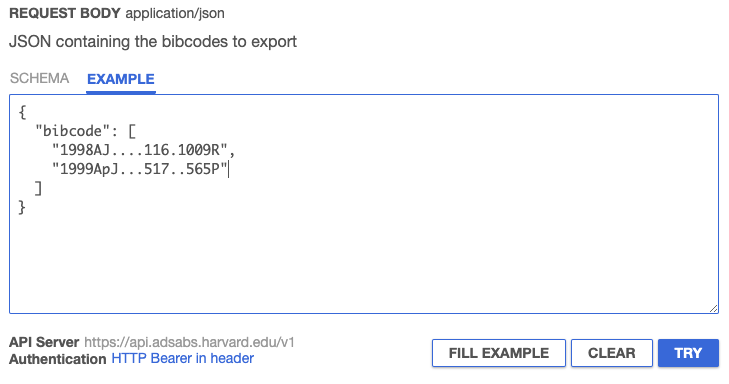 REQUEST BODY application/json
JSON containing the bibcodes to export
SCHEMA EXAMPLE
{
  "bibcode": [
    "1998AJ....116.1009R",
    "1999ApJ...517..565P"
  ]
}
API Server https://api.adsabs.harvard.edu/v1
Authentication HTTP Bearer in header
FILL EXAMPLE CLEAR TRY